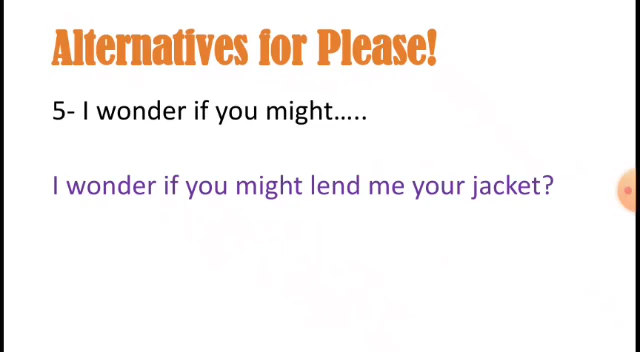 Alternatives for Please!
5- I wonder if you might…..
I wonder if you might lend me your jacket?